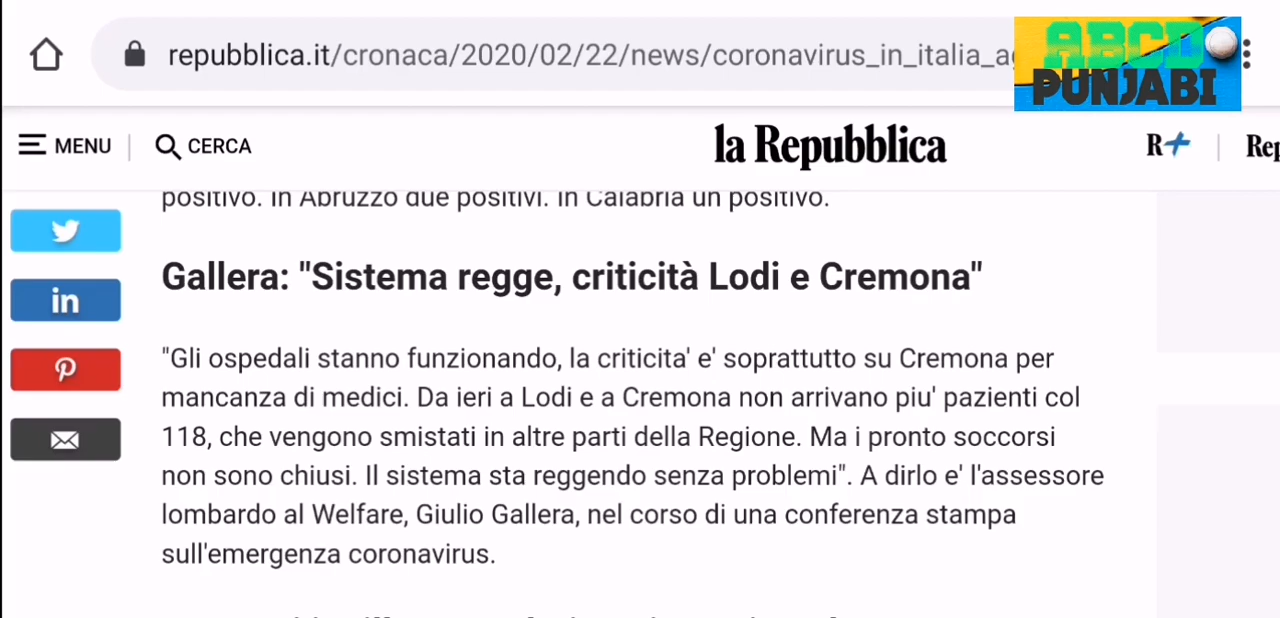 repubblica.it/cronaca/2020/02/22/news/coronavirus_in_italia_a
ABCD
PUNJABI
MENU
CERCA
la Repubblica
R+
Rep
positivo. In Abruzzo due positivi. In Calabria un positivo.
in
Gallera: "Sistema regge, criticità Lodi e Cremona"
"Gli ospedali stanno funzionando, la criticita' e' soprattutto su Cremona per
mancanza di medici. Da ieri a Lodi e a Cremona non arrivano piu' pazienti col
118, che vengono smistati in altre parti della Regione. Ma i pronto soccorsi
non sono chiusi. Il sistema sta reggendo senza problemi". A dirlo e' l'assessore
lombardo al Welfare, Giulio Gallera, nel corso di una conferenza stampa
sull'emergenza coronavirus.